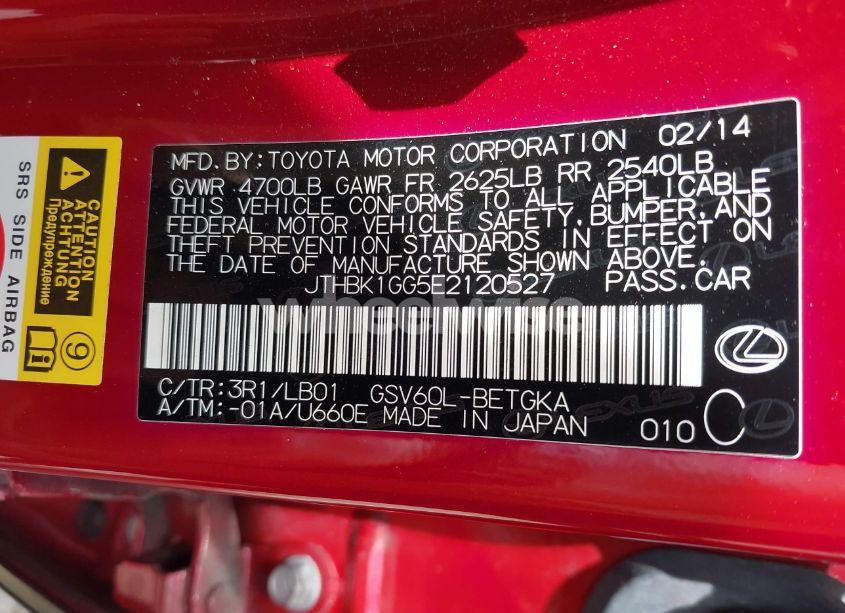 SRS SIDE AIRBAG
CAUTION
ATTENTION
ACHTUNG
Предупреждение
9
MFD. BY: TOYOTA MOTOR CORPORATION 02/14
GVWR 4700LB GAWR FR 2625LB RR 2540LB
THIS VEHICLE CONFORMS TO ALL APPLICABLE
FEDERAL MOTOR VEHICLE SAFETY, BUMPER, AND
THEFT PREVENTION STANDARDS IN EFFECT ON
THE DATE OF MANUFACTURE SHOWN ABOVE.
JTHBK1GG5E2120527 PASS.CAR
wheelwise
C/TR:3R1/LB01 GSV60L-BETGKA
A/TM:-01A/U660E MADE IN JAPAN 010